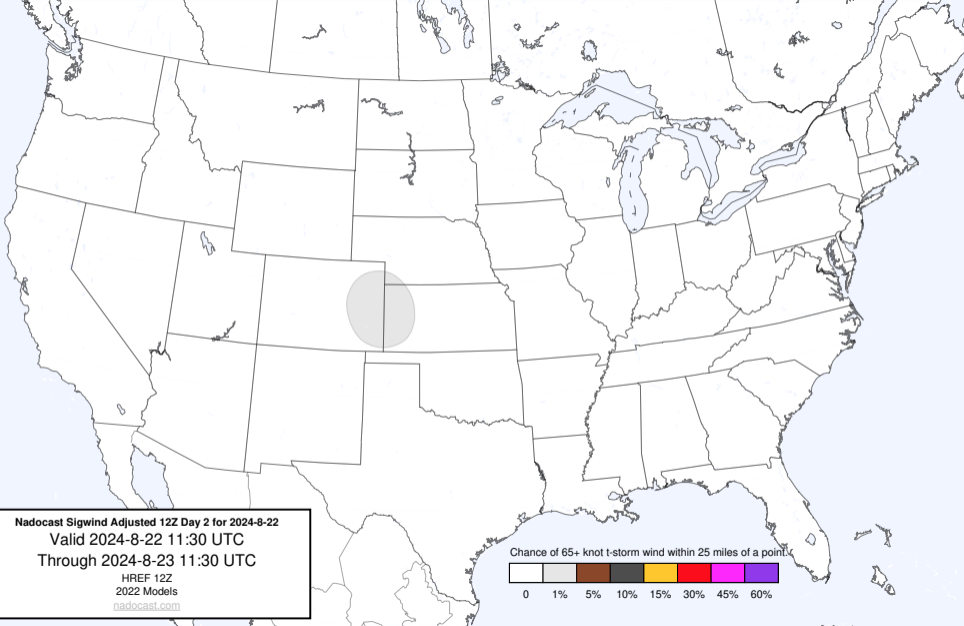 Nadocast Sigwind Adjusted 12Z Day 2 for 2024-8-22
Valid 2024-8-22 11:30 UTC
Through 2024-8-23 11:30 UTC
HREF 12Z
2022 Models
nadocast.com
Chance of 65+ knot t-storm wind within 25 miles of a point.
0 1% 5% 10% 15% 30% 45% 60%